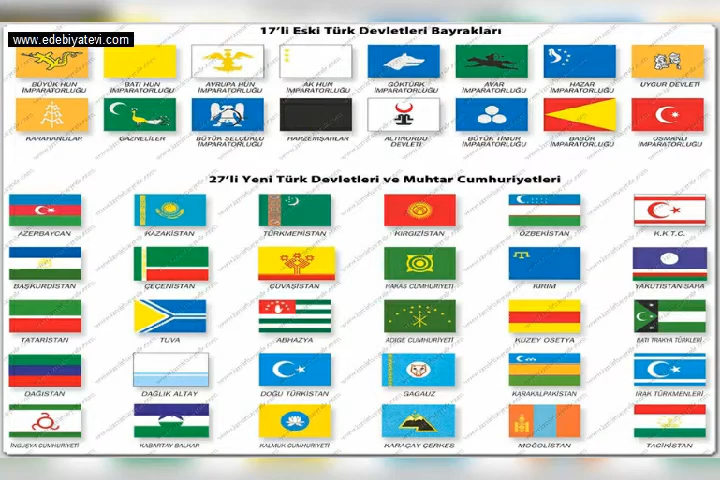 17'li Eski Türk Devletleri Bayrakları
www.edebiyatevi.com
BÜYÜK HUN İMPARATORLUĞU
BATI HUN İMPARATORLUĞU
AVRUPA HUN İMPARATORLUĞU
AK HUN İMPARATORLUĞU
GÖKTÜRK İMPARATORLUĞU
AVAR İMPARATORLUĞU
HAZAR İMPARATORLUĞU
UYGUR DEVLETİ
KARAHANLILAR
GAZNELİLER
BÜYÜK SELÇUKLU İMPARATORLUĞU
HARZEMŞAHLAR
ALTINORDU DEVLETİ
BÜYÜK TİMUR İMPARATORLUĞU
BABÜR İMPARATORLUĞU
OSMANLI İMPARATORLUĞU
27'li Yeni Türk Devletleri ve Muhtar Cumhuriyetleri
AZEPBAYCAN
KAZAKİSTAN
TÜRKMENİSTAN
KIRGIZİSTAN
ÖZBEKİSTAN
K.K.T.C.
BAŞKURDİSTAN
ÇEÇENİSTAN
ÇUVAŞİSTAN
HAKAS CUMHURİYETİ
KIRIM
YAKUTİSTAN SAHA
TATARİSTAN
TUVA
ABHAZYA
ADİGE CUMHURİYETİ
KUZEY OSETYA
BATI TRAKYA TÜRKLERİ
DAĞISTAN
DAĞLIK ALTAY
DOĞU TÜRKİSTAN
GAGAUZ
KARAKALPAKİSTAN
IRAK TÜRKMENLERİ
İNGUŞYA CUMHURİYETİ
KABARTAY BALKAR
KALMUK CUMHURİYETİ
KARAÇAY ÇERKES
MOĞOLİSTAN
TACİKİSTAN